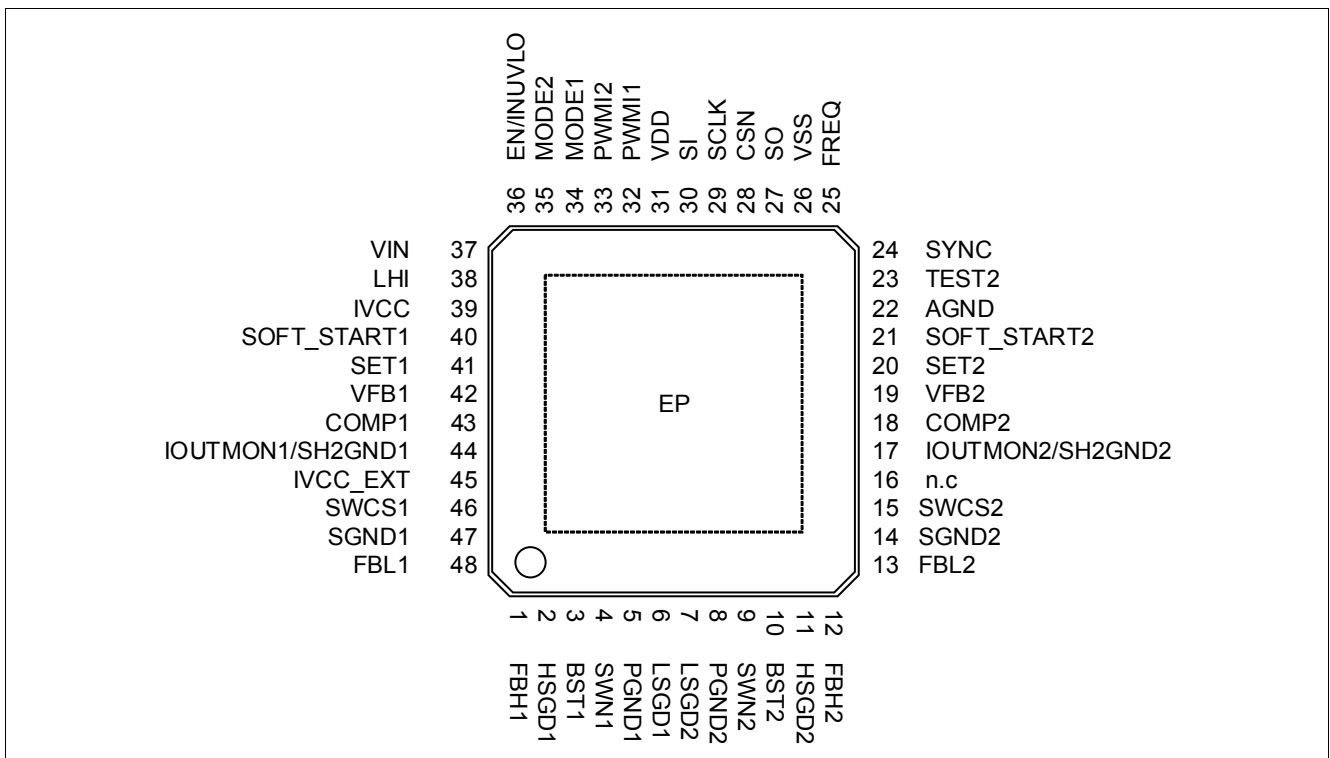 EN/INUVLO
MODE2
MODE1
PWMI2
PWMI1
VDD
SI
SCLK
CSN
SO
VSS
FREQ
36
35
34
33
32
31
30
29
28
27
26
25
VIN 37
LHI 38
IVCC 39
SOFT_START1 40
SET1 41
VFB1 42
COMP1 43
IOUTMON1/SH2GND1 44
IVCC_EXT 45
SWCS1 46
SGND1 47
FBL1 48
EP
24 SYNC
23 TEST2
22 AGND
21 SOFT_START2
20 SET2
19 VFB2
18 COMP2
17 IOUTMON2/SH2GND2
16 n.c
15 SWCS2
14 SGND2
13 FBL2
1
2
3
4
5
6
7
8
9
10
11
12
FBH1
HSGD1
BST1
SWN1
PGND1
LSGD1
LSGD2
PGND2
SWN2
BST2
HSGD2
FBH2